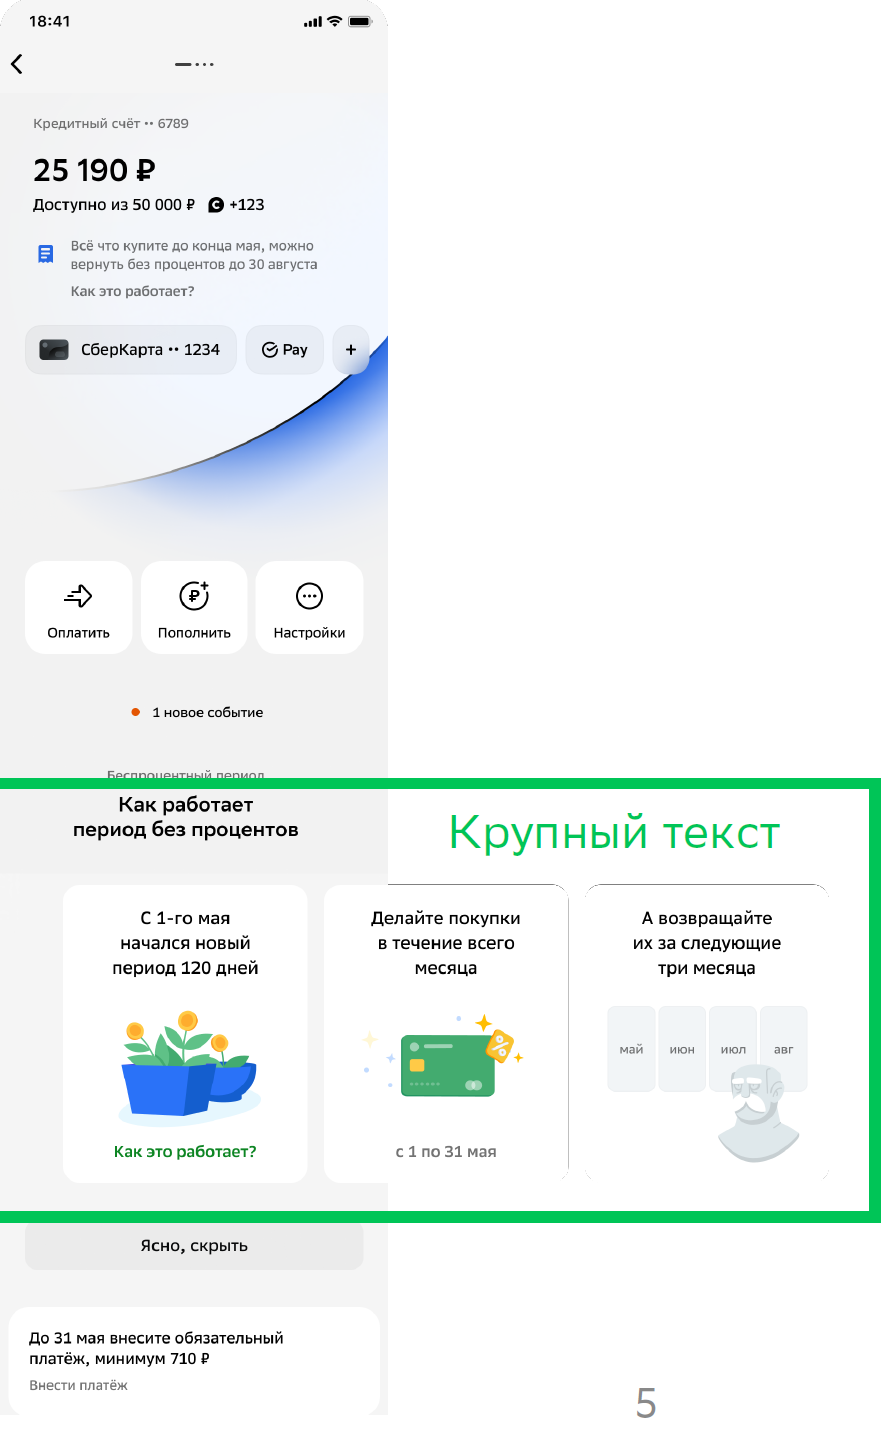 18:41
Кредитный счёт •• 6789
25 190 ₽
Доступно из 50 000 ₽ +123
Всё что купите до конца мая, можно
вернуть без процентов до 30 августа
Как это работает?
СберКарта •• 1234
Pay
+
Оплатить
Пополнить
Настройки
1 новое событие
Беспроцентный период
Как работает
период без процентов
Крупный текст
С 1-го мая
начался новый
период 120 дней
Как это работает?
Делайте покупки
в течение всего
месяца
с 1 по 31 мая
А возвращайте
их за следующие
три месяца
май июн июл авг
Ясно, скрыть
До 31 мая внесите обязательный
платёж, минимум 710 ₽
Внести платёж
5